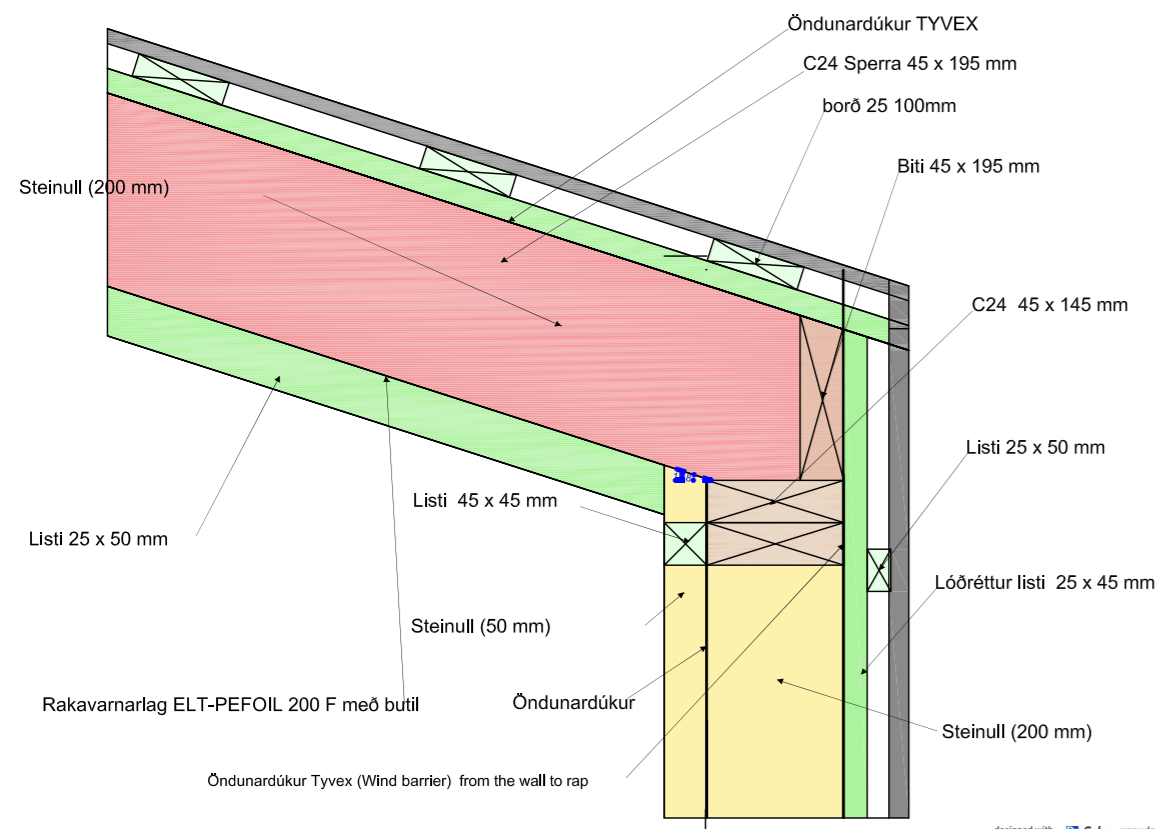 Öndunardúkur TYVEX
C24 Sperra 45 x 195 mm
borð 25 100mm
Biti 45 x 195 mm
Steinull (200 mm)
C24 45 x 145 mm
Listi 25 x 50 mm
Listi 45 x 45 mm
Listi 25 x 50 mm
Lóðréttur listi 25 x 45 mm
Steinull (50 mm)
Rakavarnarlag ELT-PEFOIL 200 F með butil
Öndunardúkur
Steinull (200 mm)
Öndunardúkur Tyvex (Wind barrier) from the wall to rap